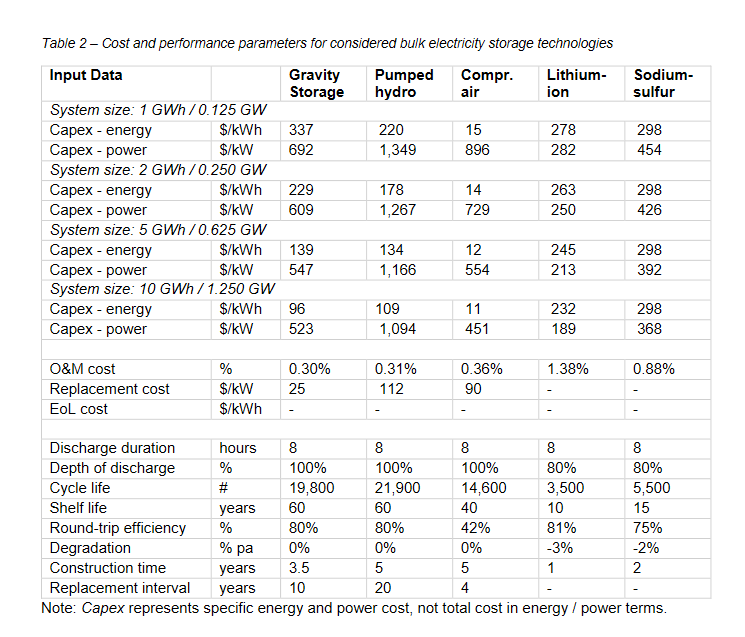 Table 2 – Cost and performance parameters for considered bulk electricity storage technologies
Input Data Gravity Storage Pumped hydro Compr. air Lithium-ion Sodium-sulfur
System size: 1 GWh / 0.125 GW
Capex - energy $/kWh 337 220 15 278 298
Capex - power $/kW 692 1,349 896 282 454
System size: 2 GWh / 0.250 GW
Capex - energy $/kWh 229 178 14 263 298
Capex - power $/kW 609 1,267 729 250 426
System size: 5 GWh / 0.625 GW
Capex - energy $/kWh 139 134 12 245 298
Capex - power $/kW 547 1,166 554 213 392
System size: 10 GWh / 1.250 GW
Capex - energy $/kWh 96 109 11 232 298
Capex - power $/kW 523 1,094 451 189 368
O&M cost % 0.30% 0.31% 0.36% 1.38% 0.88%
Replacement cost $/kW 25 112 90 - -
EoL cost $/kWh - - - - -
Discharge duration hours 8 8 8 8 8
Depth of discharge % 100% 100% 100% 80% 80%
Cycle life # 19,800 21,900 14,600 3,500 5,500
Shelf life years 60 60 40 10 15
Round-trip efficiency % 80% 80% 42% 81% 75%
Degradation % pa 0% 0% 0% -3% -2%
Construction time years 3.5 5 5 1 2
Replacement interval years 10 20 4 - -
Note: Capex represents specific energy and power cost, not total cost in energy / power terms.